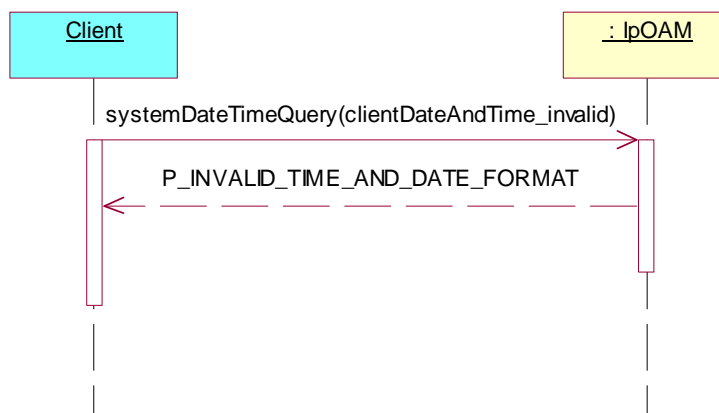 Client
: IpOAM
systemDateTimeQuery(clientDateAndTime_invalid)
P_INVALID_TIME_AND_DATE_FORMAT